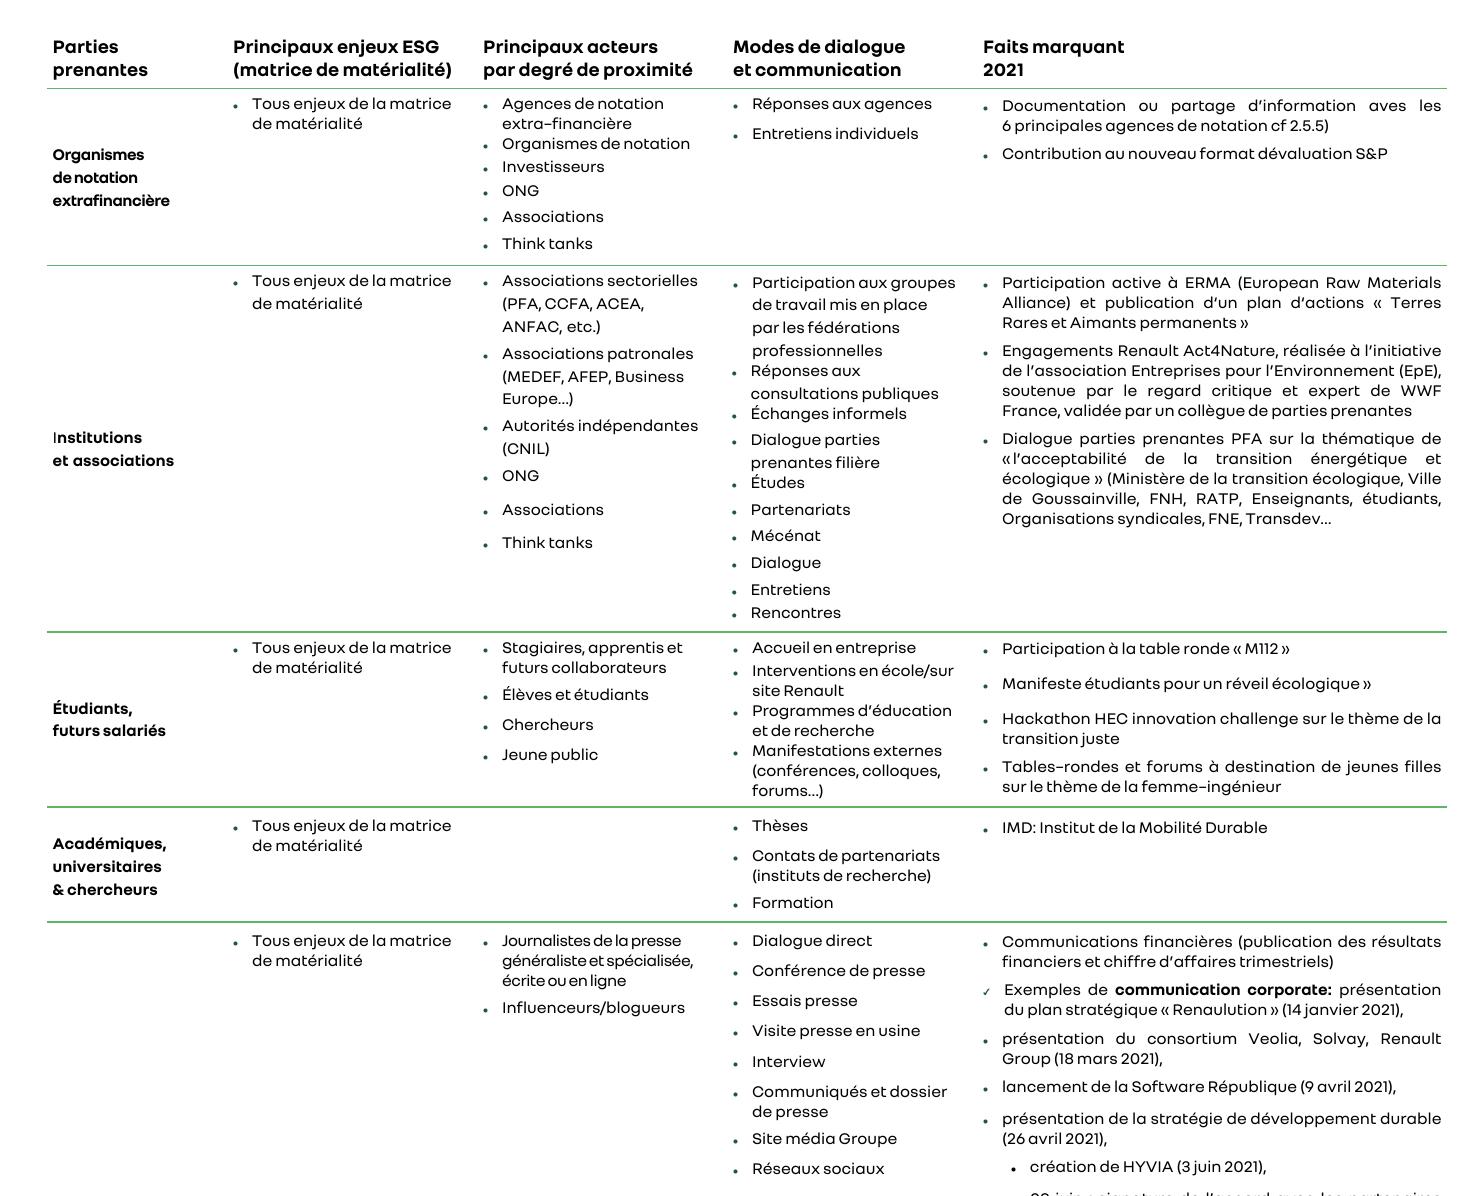 Parties
prenantes
Principaux enjeux ESG
(matrice de matérialité)
Principaux acteurs
par degré de proximité
Modes de dialogue
et communication
Faits marquant
2021
Organismes
de notation
extrafinancière
• Tous enjeux de la matrice
de matérialité
• Agences de notation
extra-financière
• Organismes de notation
• Investisseurs
• ONG
• Associations
• Think tanks
• Réponses aux agences
• Entretiens individuels
• Documentation ou partage d’information aves les
6 principales agences de notation cf 2.5.5)
• Contribution au nouveau format dévaluation S&P
Institutions
et associations
• Tous enjeux de la matrice
de matérialité
• Associations sectorielles
(PFA, CCFA, ACEA,
ANFAC, etc.)
• Associations patronales
(MEDEF, AFEP, Business
Europe…)
• Autorités indépendantes
(CNIL)
• ONG
• Associations
• Think tanks
• Participation aux groupes
de travail mis en place
par les fédérations
professionnelles
• Réponses aux
consultations publiques
• Échanges informels
• Dialogue parties
prenantes filière
• Études
• Partenariats
• Mécénat
• Dialogue
• Entretiens
• Rencontres
• Participation active à ERMA (European Raw Materials
Alliance) et publication d’un plan d’actions « Terres
Rares et Aimants permanents »
• Engagements Renault Act4Nature, réalisée à l’initiative
de l’association Entreprises pour l’Environnement (EpE),
soutenue par le regard critique et expert de WWF
France, validée par un collègue de parties prenantes
• Dialogue parties prenantes PFA sur la thématique de
« l’acceptabilité de la transition énergétique et
écologique » (Ministère de la transition écologique, Ville
de Goussainville, FNH, RATP, Enseignants, étudiants,
Organisations syndicales, FNE, Transdev…
Étudiants,
futurs salariés
• Tous enjeux de la matrice
de matérialité
• Stagiaires, apprentis et
futurs collaborateurs
• Élèves et étudiants
• Chercheurs
• Jeune public
• Accueil en entreprise
• Interventions en école/sur
site Renault
• Programmes d’éducation
et de recherche
• Manifestations externes
(conférences, colloques,
forums…)
• Participation à la table ronde « M112 »
• Manifeste étudiants pour un réveil écologique »
• Hackathon HEC innovation challenge sur le thème de la
transition juste
• Tables-rondes et forums à destination de jeunes filles
sur le thème de la femme-ingénieur
Académiques,
universitaires
& chercheurs
• Tous enjeux de la matrice
de matérialité
• Thèses
• Contats de partenariats
(instituts de recherche)
• Formation
• IMD: Institut de la Mobilité Durable
• Tous enjeux de la matrice
de matérialité
• Journalistes de la presse
généraliste et spécialisée,
écrite ou en ligne
• Influenceurs/blogueurs
• Dialogue direct
• Conférence de presse
• Essais presse
• Visite presse en usine
• Interview
• Communiqués et dossier
de presse
• Site média Groupe
• Réseaux sociaux
• Communications financières (publication des résultats
financiers et chiffre d’affaires trimestriels)
✓ Exemples de communication corporate: présentation
du plan stratégique « Renaulution » (14 janvier 2021),
• présentation du consortium Veolia, Solvay, Renault
Group (18 mars 2021),
• lancement de la Software République (9 avril 2021),
• présentation de la stratégie de développement durable
(26 avril 2021),
• création de HYVIA (3 juin 2021),